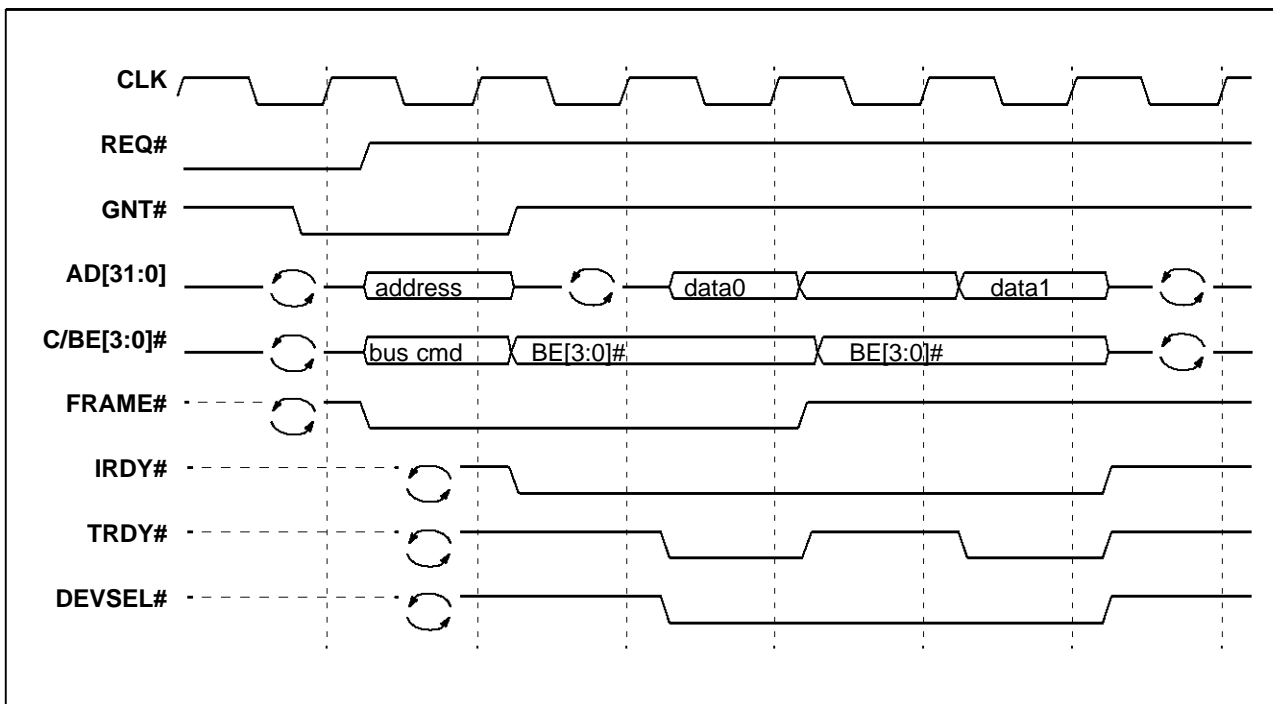 CLK
REQ#
GNT#
AD[31:0]
address
data0
data1
C/BE[3:0]#
bus cmd
BE[3:0]#
BE[3:0]#
FRAME#
IRDY#
TRDY#
DEVSEL#